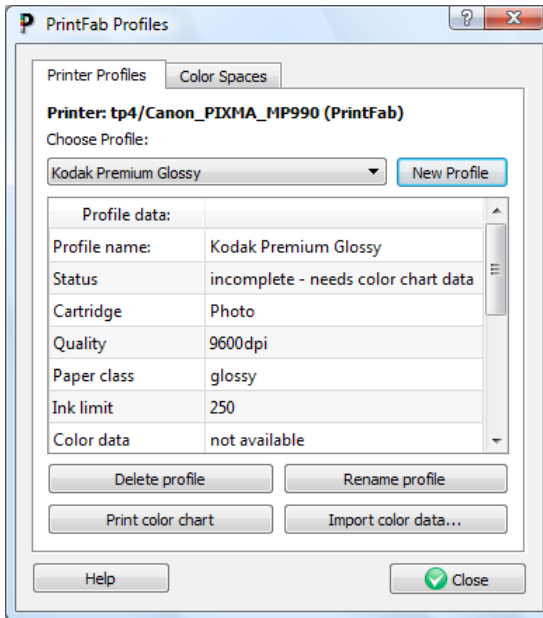 PrintFab Profiles
Printer Profiles Color Spaces
Printer: tp4/Canon_PIXMA_MP990 (PrintFab)
Choose Profile:
Kodak Premium Glossy New Profile
Profile data:
Profile name: Kodak Premium Glossy
Status incomplete - needs color chart data
Cartridge Photo
Quality 9600dpi
Paper class glossy
Ink limit 250
Color data not available
Delete profile Rename profile
Print color chart Import color data...
Help Close